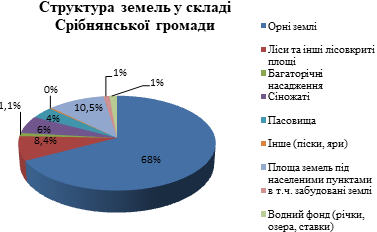 Структура земель у складі
Срібнянської громади
1%
1%
0%
10,5%
1,1%
4%
6%
8,4%
68%
Орні землі
Ліси та інші лісовкриті
площі
Багаторічні
насадження
Сіножаті
Пасовища
Інше (піски, яри)
Площа земель під
населеними пунктами
в т.ч. забудовані землі
Водний фонд (річки,
озера, ставки)